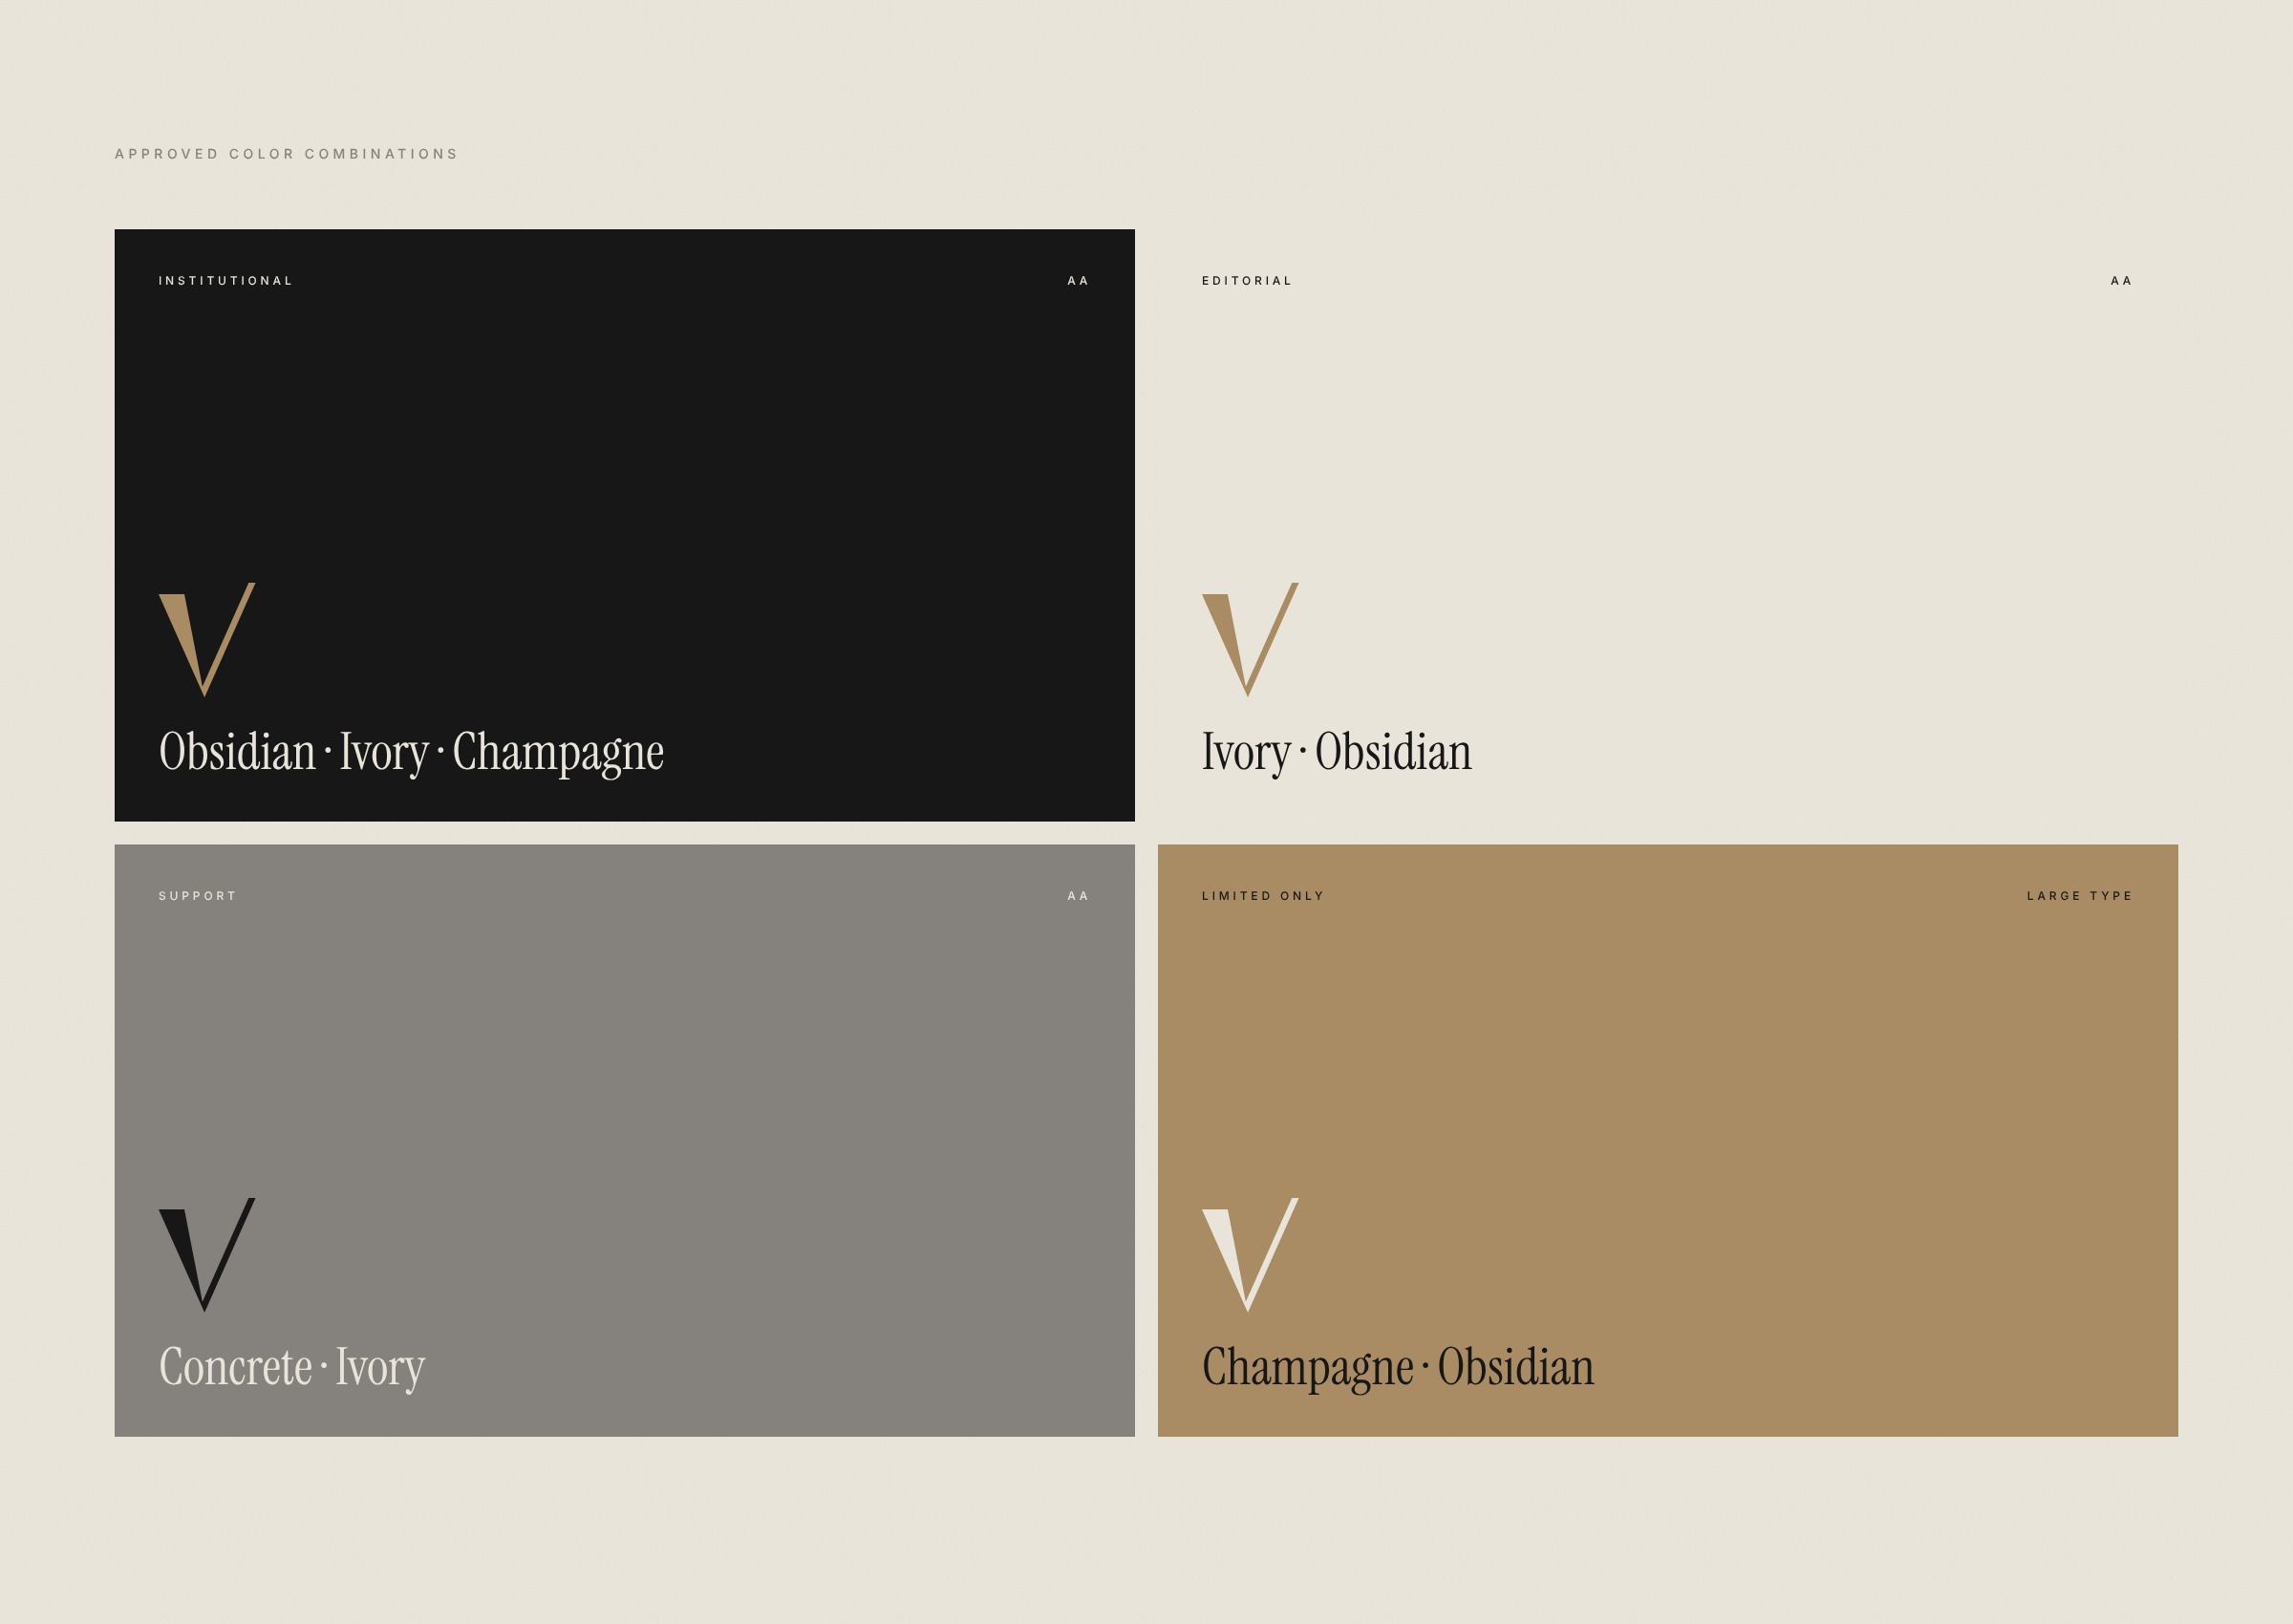 APPROVED COLOR COMBINATIONS
INSTITUTIONAL AA
Obsidian · Ivory · Champagne
EDITORIAL AA
Ivory · Obsidian
SUPPORT AA
Concrete · Ivory
LIMITED ONLY LARGE TYPE
Champagne · Obsidian